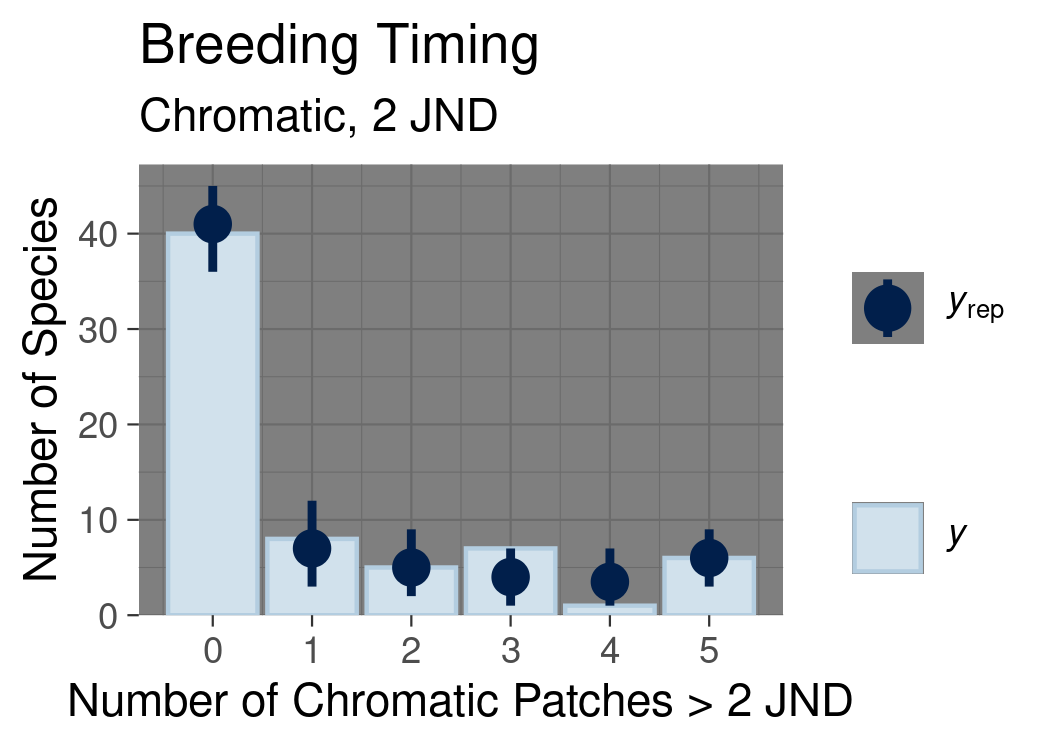 Breeding Timing
Chromatic, 2 JND
Number of Species
40
30
20
10
0
0 1 2 3 4 5
Number of Chromatic Patches > 2 JND
yrep
y